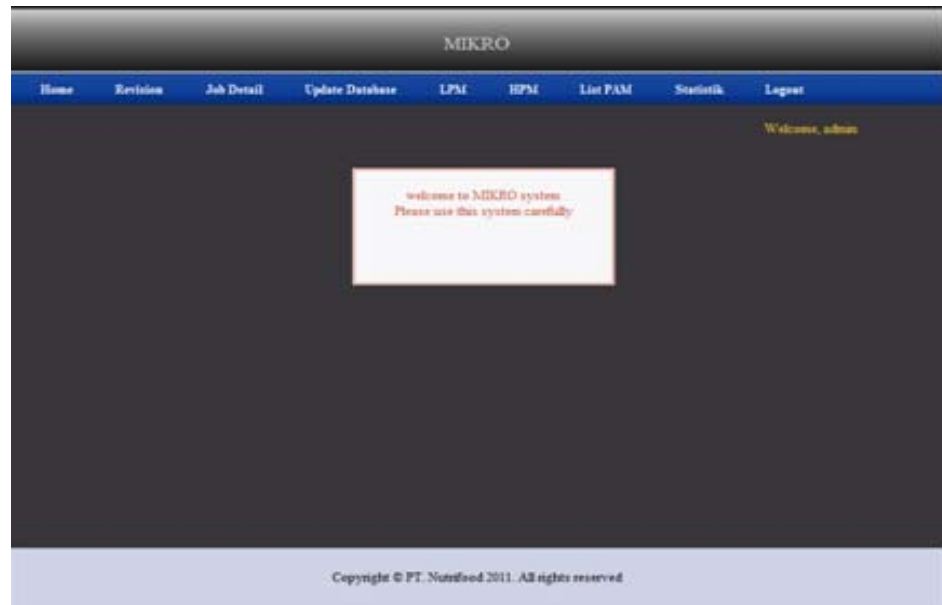 MIKRO
Home Revision Job Detail Update Database LPM HPM List PAM Statistik Logout
Welcome, admin
welcome to MIKRO system
Please use this system carefully
Copyright © PT. Nutrifood 2011. All rights reserved